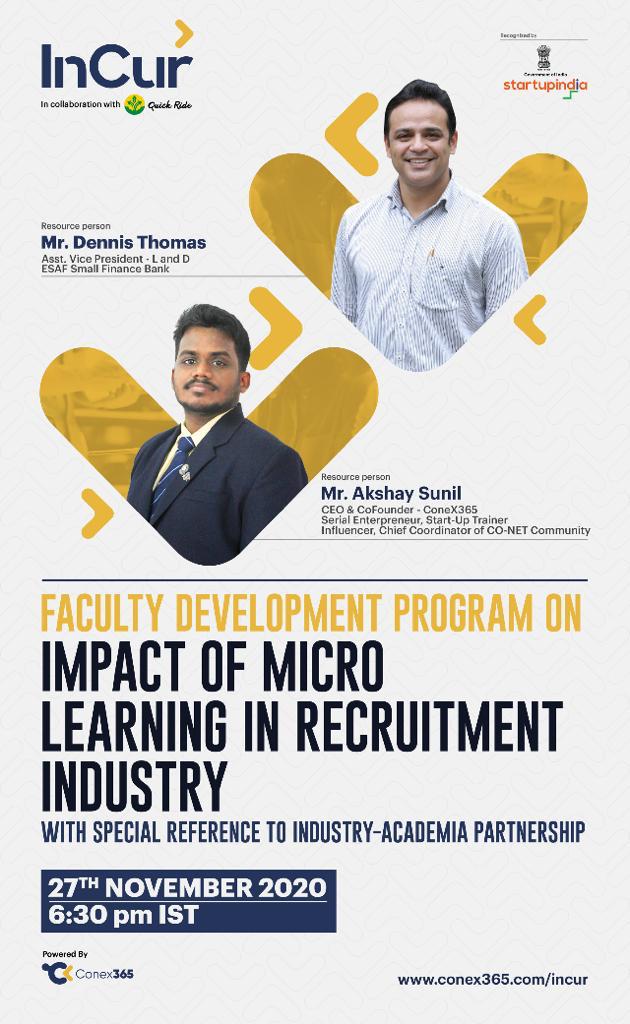 InCur
In collaboration with Quick Ride
Recognised by
Government of India
startupindia
Resource person
Mr. Dennis Thomas
Asst. Vice President - L and D
ESAF Small Finance Bank
Resource person
Mr. Akshay Sunil
CEO & CoFounder - ConeX365
Serial Enterpreneur, Start-Up Trainer
Influencer, Chief Coordinator of CO-NET Community
FACULTY DEVELOPMENT PROGRAM ON
IMPACT OF MICRO
LEARNING IN RECRUITMENT
INDUSTRY
WITH SPECIAL REFERENCE TO INDUSTRY-ACADEMIA PARTNERSHIP
27TH NOVEMBER 2020
6:30 pm IST
Powered By
Conex365
www.conex365.com/incur